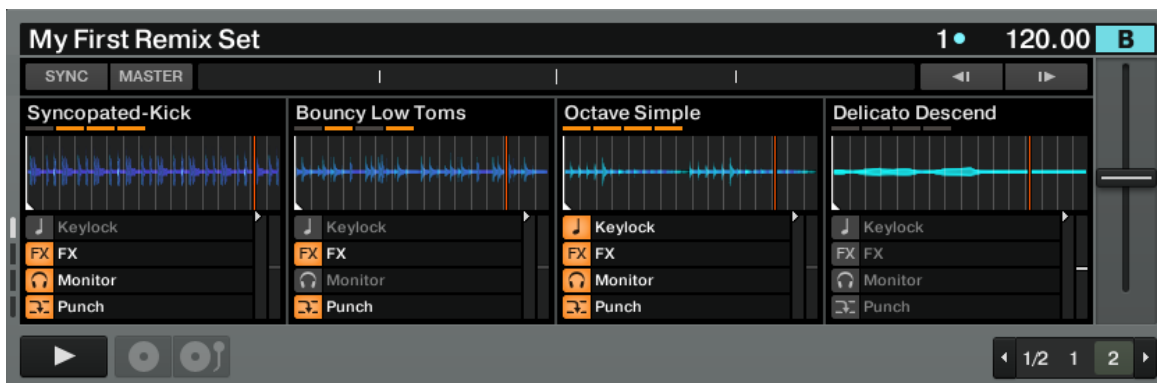 My First Remix Set 1 120.00 B
SYNC MASTER
Syncopated-Kick Bouncy Low Toms Octave Simple Delicato Descend
Keylock Keylock Keylock Keylock
FX FX FX FX FX FX FX FX
Monitor Monitor Monitor Monitor
Punch Punch Punch Punch
1/2 1 2